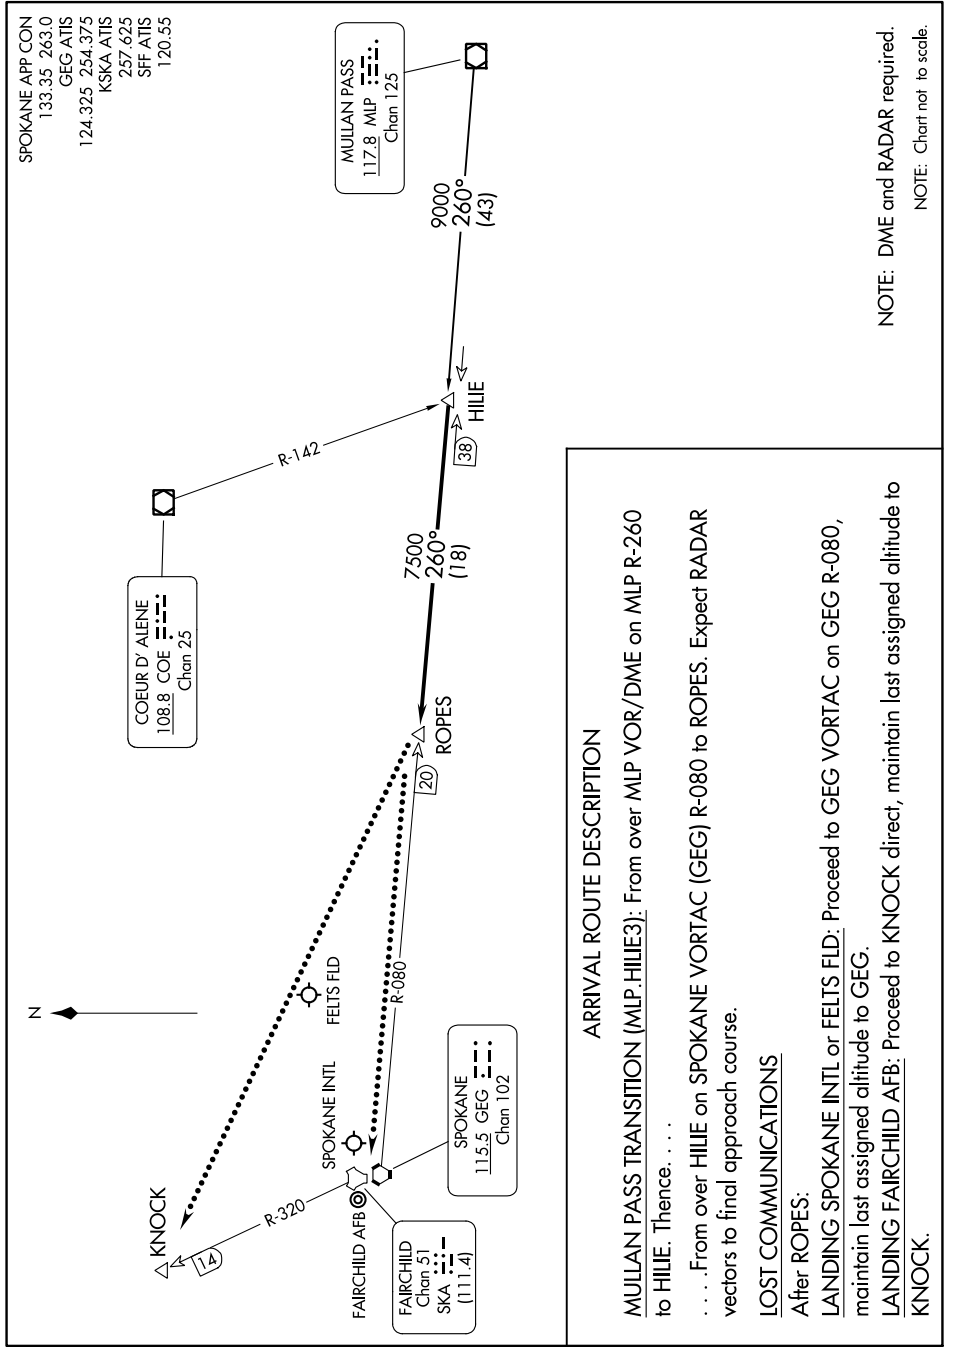 SPOKANE APP CON
133.35 263.0
GEG ATIS
124.325 254.375
KSKA ATIS
257.625
SFF ATIS
120.55
N
MULLAN PASS
117.8 MLP
Chan 125
9000
260°
(43)
HILIE
38
R-142
COEUR D' ALENE
108.8 COE
Chan 25
7500
260°
(18)
ROPES
20
R-080
FELTS FLD
SPOKANE INTL
SPOKANE
115.5 GEG
Chan 102
KNOCK
14
R-320
FAIRCHILD AFB
FAIRCHILD
Chan 51
SKA
(111.4)
NOTE: DME and RADAR required.
NOTE: Chart not to scale.
ARRIVAL ROUTE DESCRIPTION
MULLAN PASS TRANSITION (MLP.HILIE3): From over MLP VOR/DME on MLP R-260
to HILIE. Thence. . . .
. . . .From over HILIE on SPOKANE VORTAC (GEG) R-080 to ROPES. Expect RADAR
vectors to final approach course.
LOST COMMUNICATIONS
After ROPES:
LANDING SPOKANE INTL or FELTS FLD: Proceed to GEG VORTAC on GEG R-080,
maintain last assigned altitude to GEG.
LANDING FAIRCHILD AFB: Proceed to KNOCK direct, maintain last assigned altitude to
KNOCK.